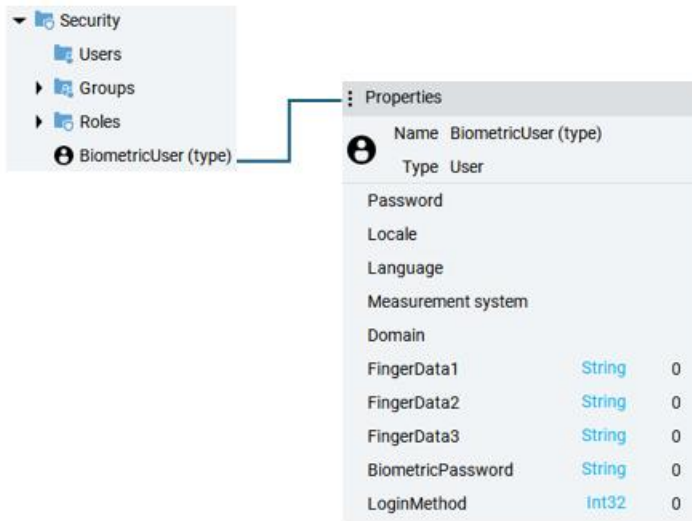 Security
Users
Groups
Roles
BiometricUser (type)
Properties
Name BiometricUser (type)
Type User
Password
Locale
Language
Measurement system
Domain
FingerData1 String 0
FingerData2 String 0
FingerData3 String 0
BiometricPassword String 0
LoginMethod Int32 0